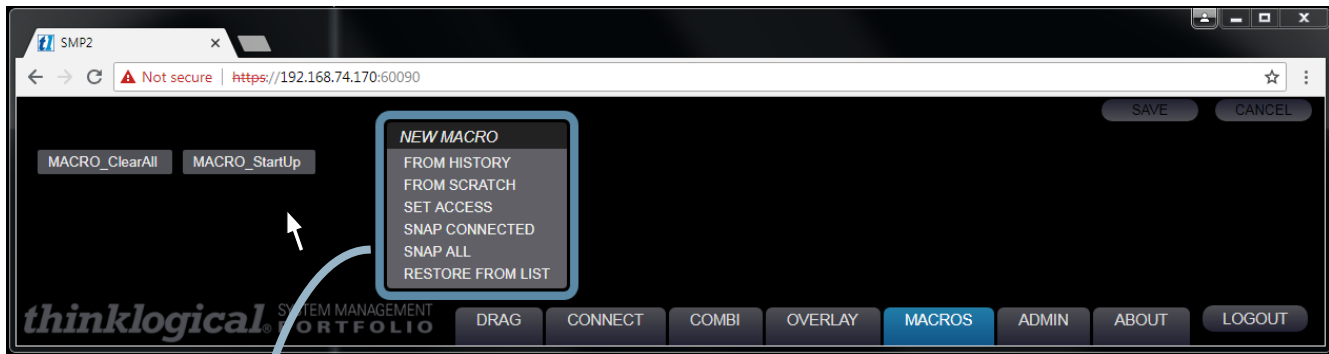 SMP2
Not secure | https://192.168.74.170:60090
SAVE CANCEL
NEW MACRO
MACRO_ClearAll MACRO_StartUp
FROM HISTORY
FROM SCRATCH
SET ACCESS
SNAP CONNECTED
SNAP ALL
RESTORE FROM LIST
thinklogical® SYSTEM MANAGEMENT PORTFOLIO
DRAG CONNECT COMBI OVERLAY MACROS ADMIN ABOUT LOGOUT